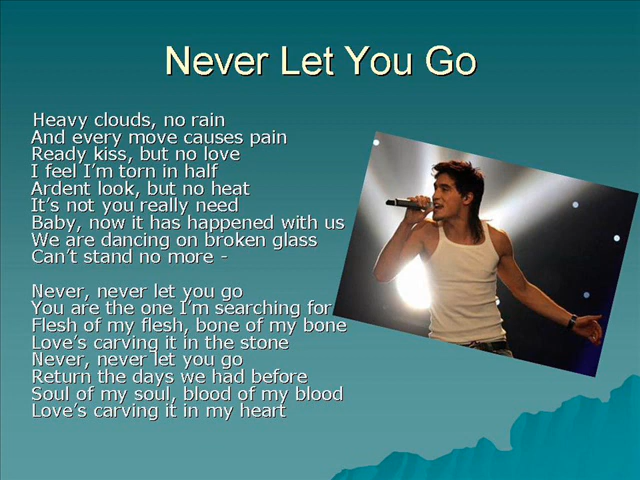 Never Let You Go
Heavy clouds, no rain
And every move causes pain
Ready kiss, but no love
I feel I'm torn in half
Ardent look, but no heat
It's not you really need
Baby, now it has happened with us
We are dancing on broken glass
Can't stand no more -
Never, never let you go
You are the one I'm searching for
Flesh of my flesh, bone of my bone
Love's carving it in the stone
Never, never let you go
Return the days we had before
Soul of my soul, blood of my blood
Love's carving it in my heart